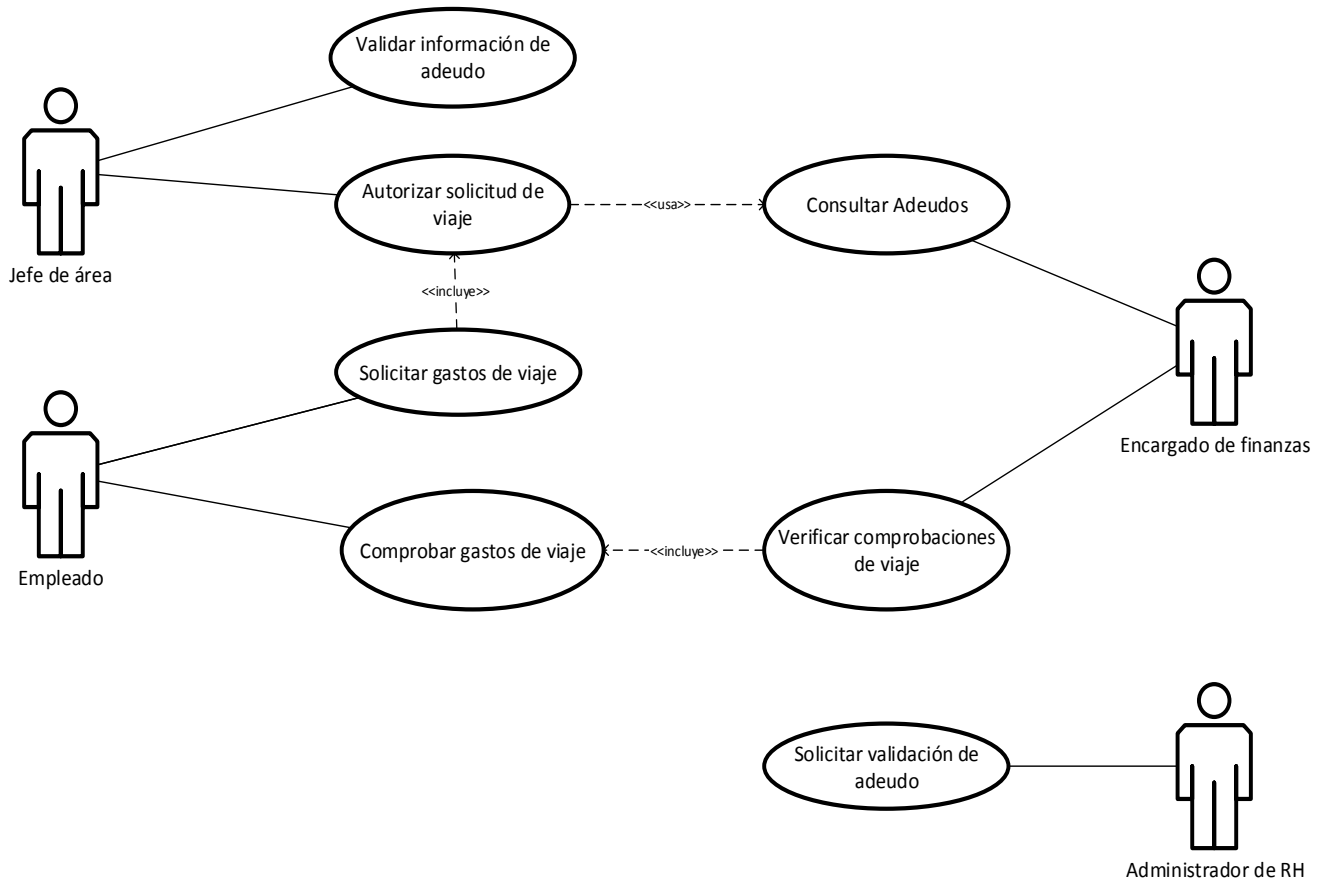 Validar información de
adeudo
Jefe de área
Autorizar solicitud de
viaje
<<usa>>
Consultar Adeudos
<<incluye>>
Solicitar gastos de viaje
Encargado de finanzas
Empleado
Comprobar gastos de viaje
<<incluye>>
Verificar comprobaciones
de viaje
Solicitar validación de
adeudo
Administrador de RH